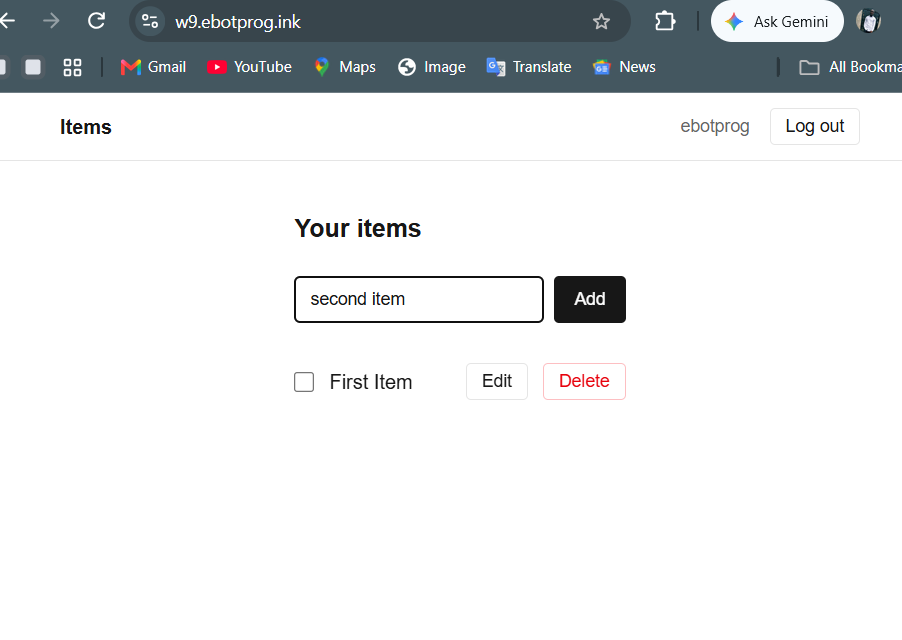 w9.ebotprog.ink
Ask Gemini
Gmail YouTube Maps Image Translate News All Bookma
Items ebotprog Log out
Your items
second item Add
First Item Edit Delete